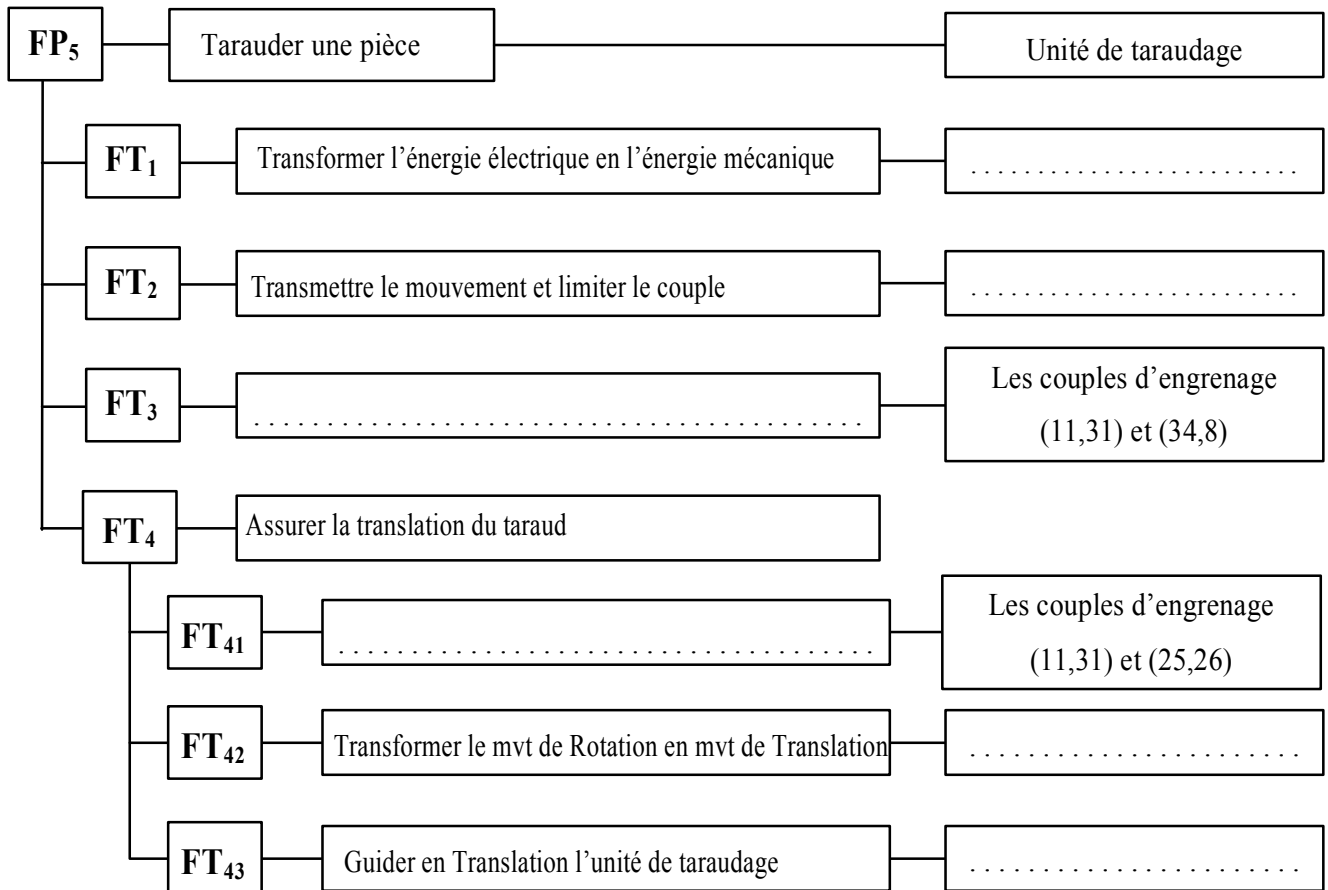 FP5 Tarauder une pièce Unité de taraudage
FT1 Transformer l’énergie électrique en l’énergie mécanique . . . . . . . . . . . . . . . . . . . . . . . . .
FT2 Transmettre le mouvement et limiter le couple . . . . . . . . . . . . . . . . . . . . . . . . .
Les couples d’engrenage
FT3 . . . . . . . . . . . . . . . . . . . . . . . . . . . . . . . . . . . . . . . . . .
(11,31) et (34,8)
FT4 Assurer la translation du taraud
Les couples d’engrenage
FT41 . . . . . . . . . . . . . . . . . . . . . . . . . . . . . . . . . . . . .
(11,31) et (25,26)
FT42 Transformer le mvt de Rotation en mvt de Translation . . . . . . . . . . . . . . . . . . . . . . .
FT43 Guider en Translation l’unité de taraudage . . . . . . . . . . . . . . . . . . . . . . .